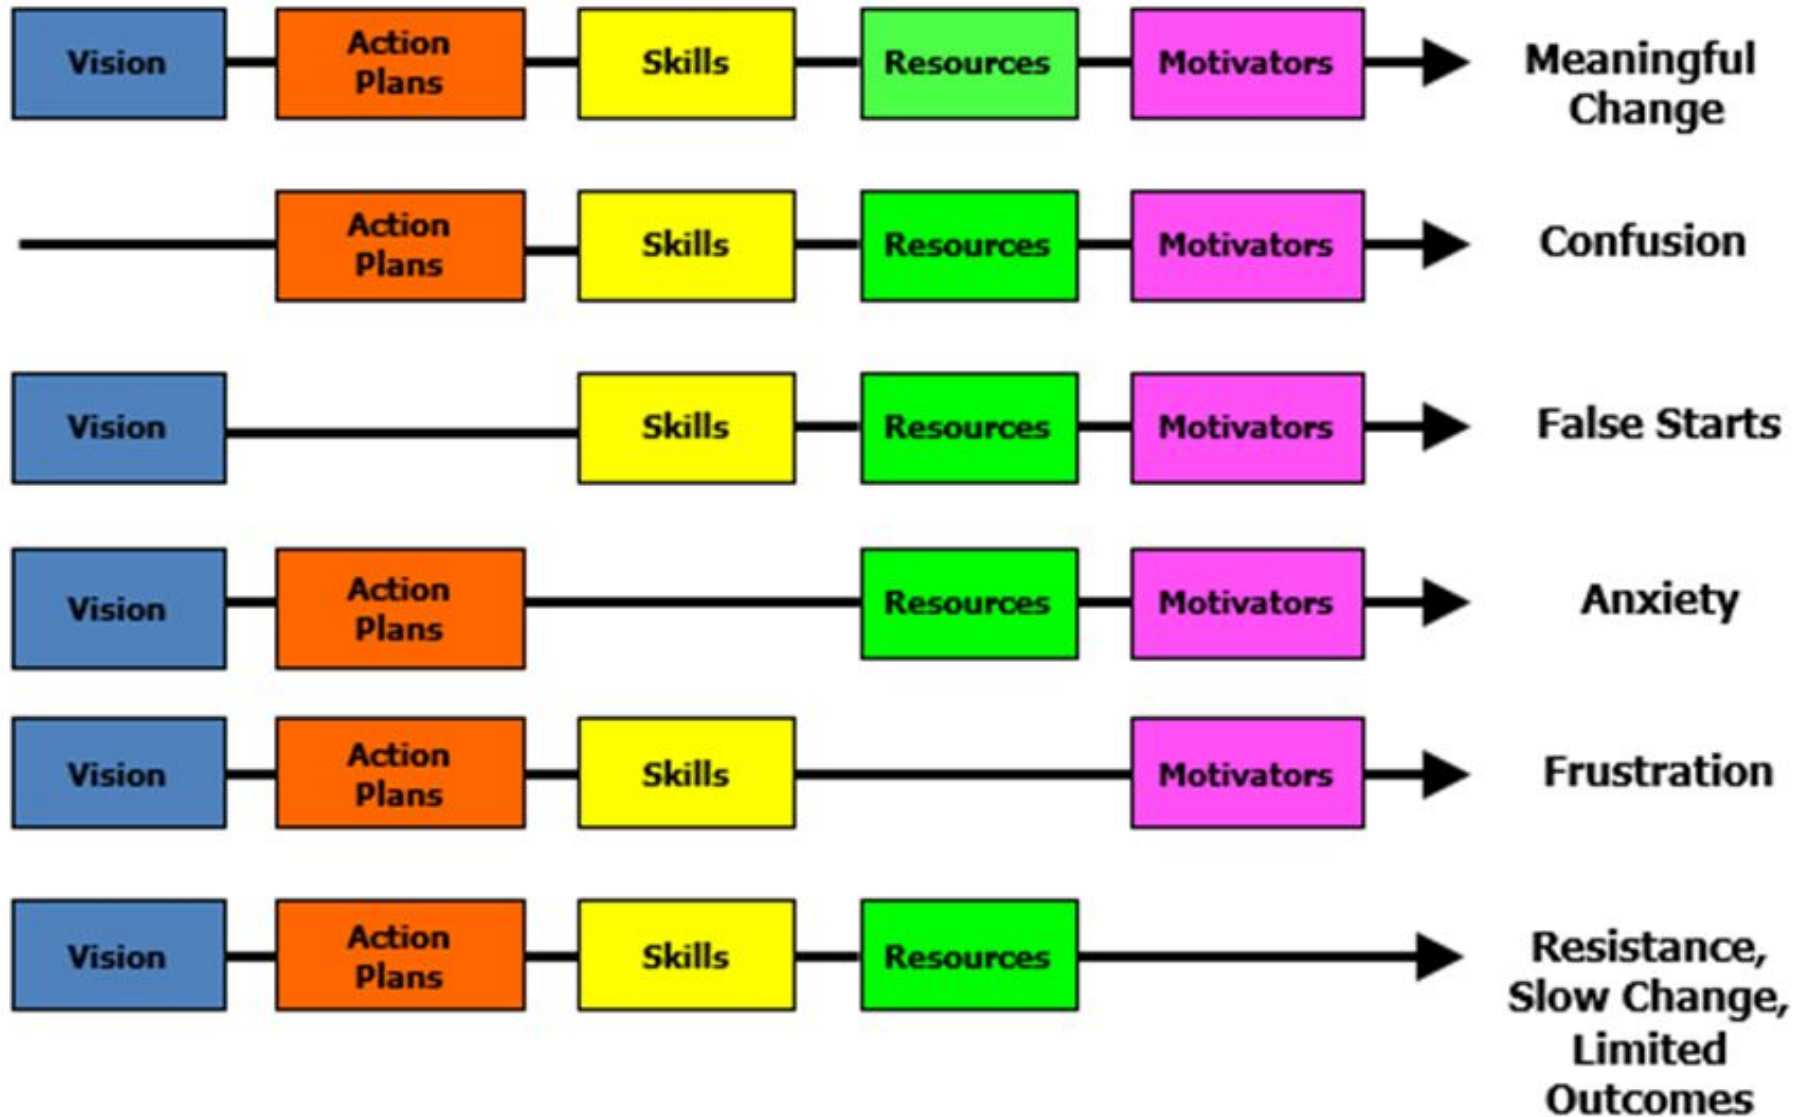 Vision
Action
Plans
Skills
Resources
Motivators
Meaningful
Change
Action
Plans
Skills
Resources
Motivators
Confusion
Vision
Skills
Resources
Motivators
False Starts
Vision
Action
Plans
Resources
Motivators
Anxiety
Vision
Action
Plans
Skills
Motivators
Frustration
Vision
Action
Plans
Skills
Resources
Resistance,
Slow Change,
Limited
Outcomes